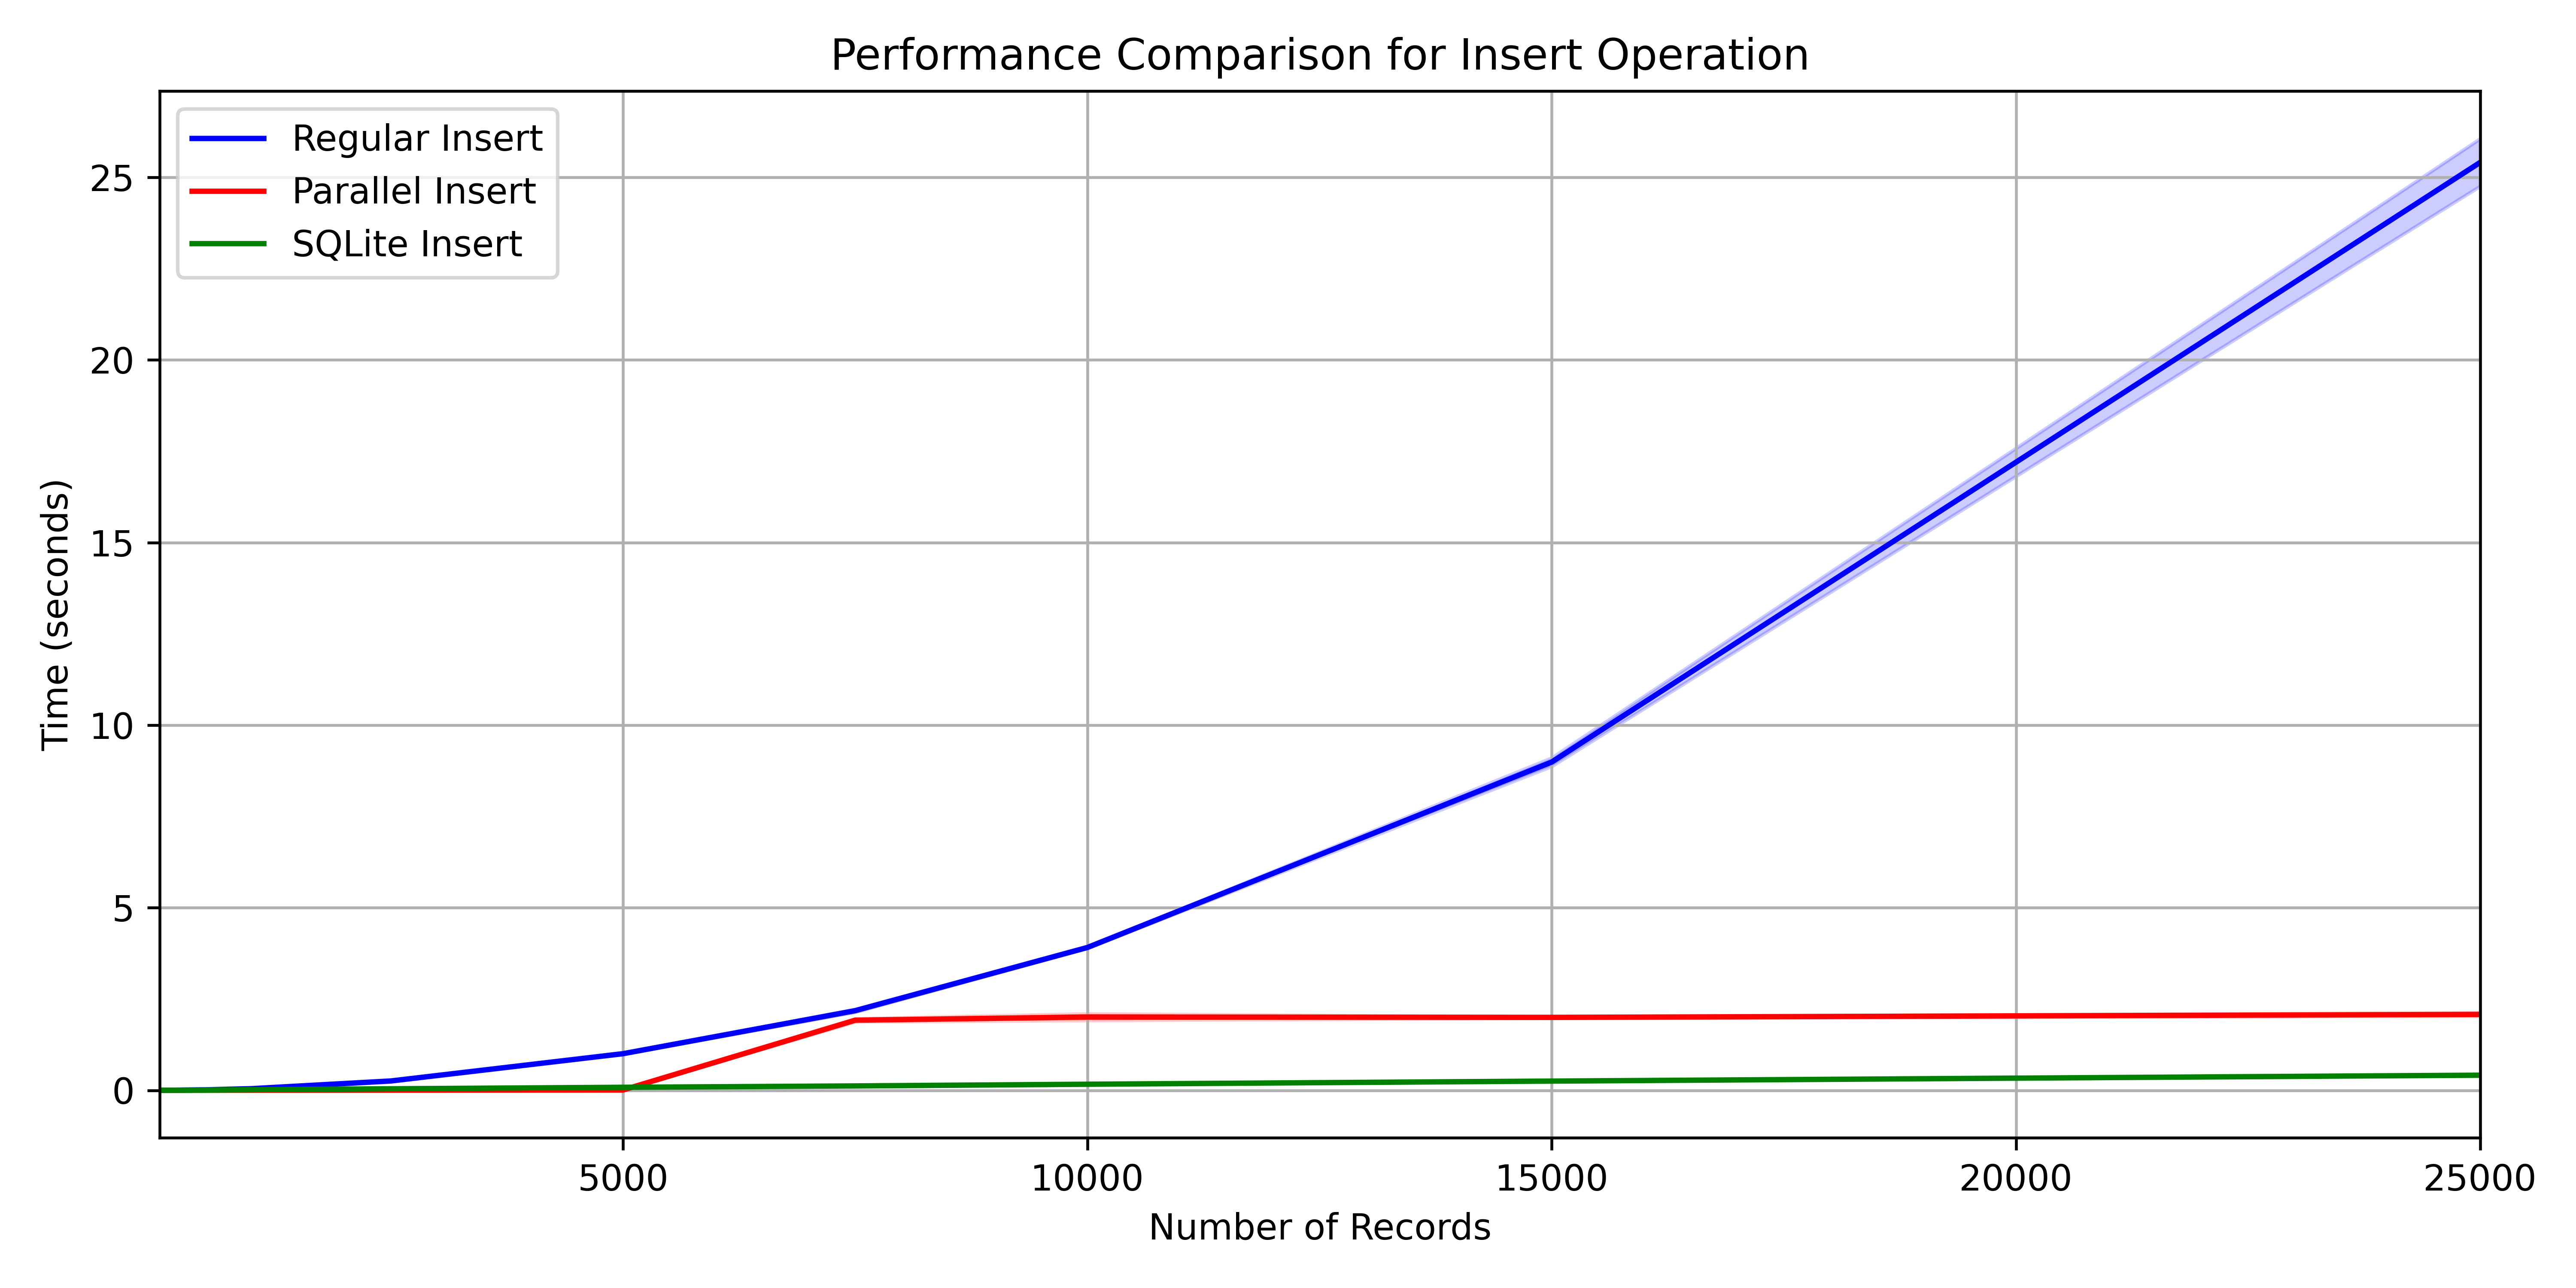 Performance Comparison for Insert Operation
Regular Insert
Parallel Insert
SQLite Insert
Time (seconds)
25
20
15
10
5
0
5000 10000 15000 20000 25000
Number of Records